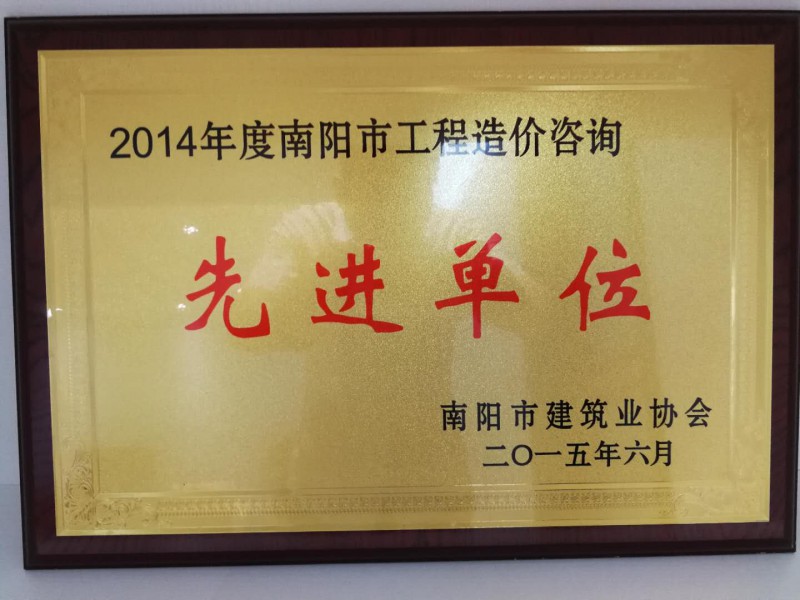 2014年度南阳市工程造价咨询
先进单位
南阳市建筑业协会
二〇一五年六月